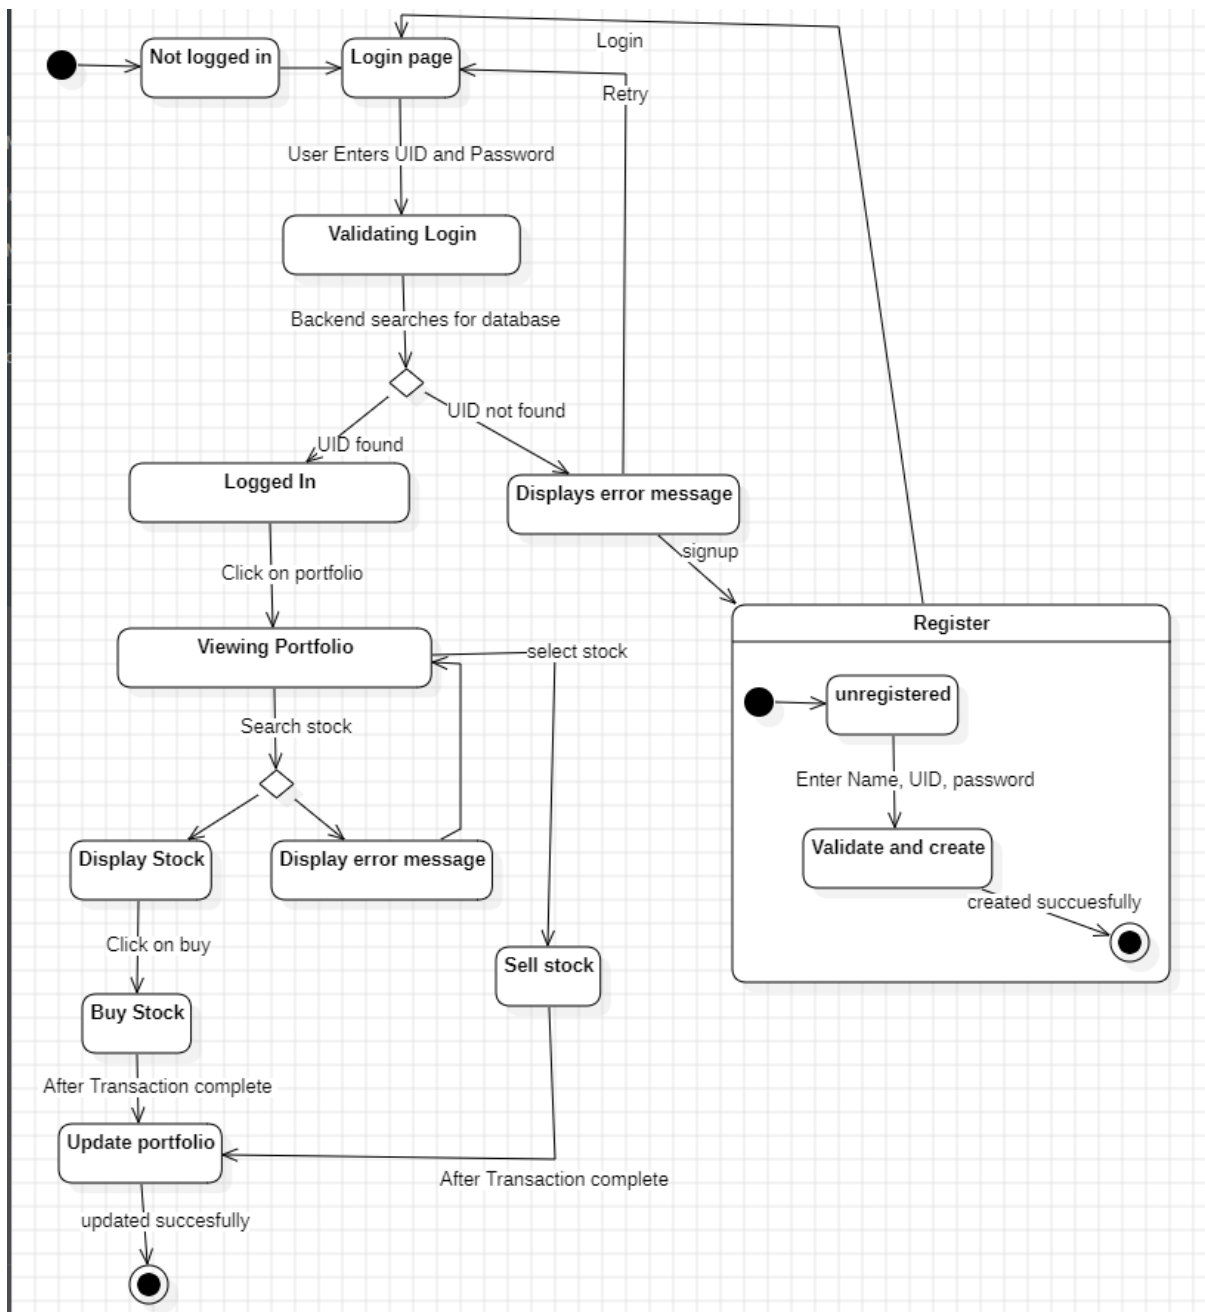 Not logged in
Login page
Login
Retry
User Enters UID and Password
Validating Login
Backend searches for database
UID not found
UID found
Logged In
Displays error message
signup
Click on portfolio
Register
Viewing Portfolio
select stock
unregistered
Search stock
Enter Name, UID, password
Display Stock
Display error message
Validate and create
created succuesfully
Click on buy
Sell stock
Buy Stock
After Transaction complete
Update portfolio
After Transaction complete
updated succesfully